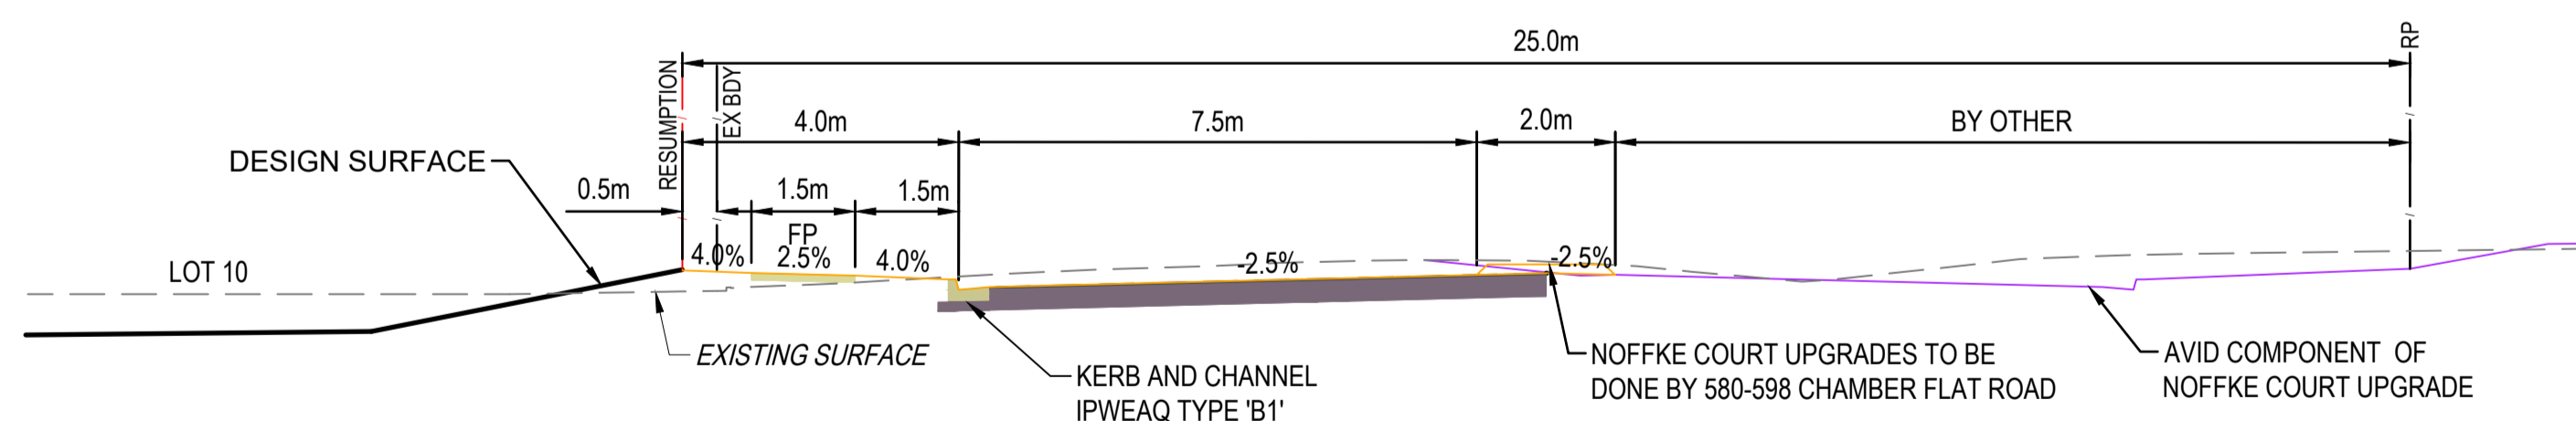 25.0m
RP
RESUMPTION
EX BDY
4.0m
7.5m
2.0m
BY OTHER
DESIGN SURFACE
0.5m
1.5m
1.5m
FP
4.0%
2.5%
4.0%
-2.5%
-2.5%
LOT 10
EXISTING SURFACE
KERB AND CHANNEL
IPWEAQ TYPE 'B1'
NOFFKE COURT UPGRADES TO BE
DONE BY 580-598 CHAMBER FLAT ROAD
AVID COMPONENT OF
NOFFKE COURT UPGRADE